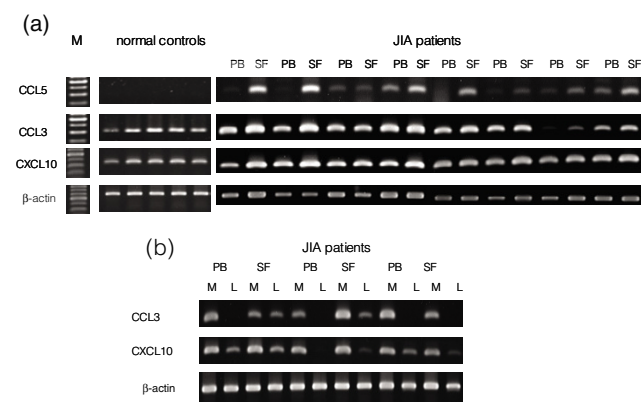 (a)
M normal controls JIA patients
PB SF PB SF PB SF PB SF PB SF PB SF PB SF PB SF
CCL5
CCL3
CXCL10
β-actin
(b) JIA patients
PB SF PB SF PB SF
M L M L M L M L M L M L
CCL3
CXCL10
β-actin